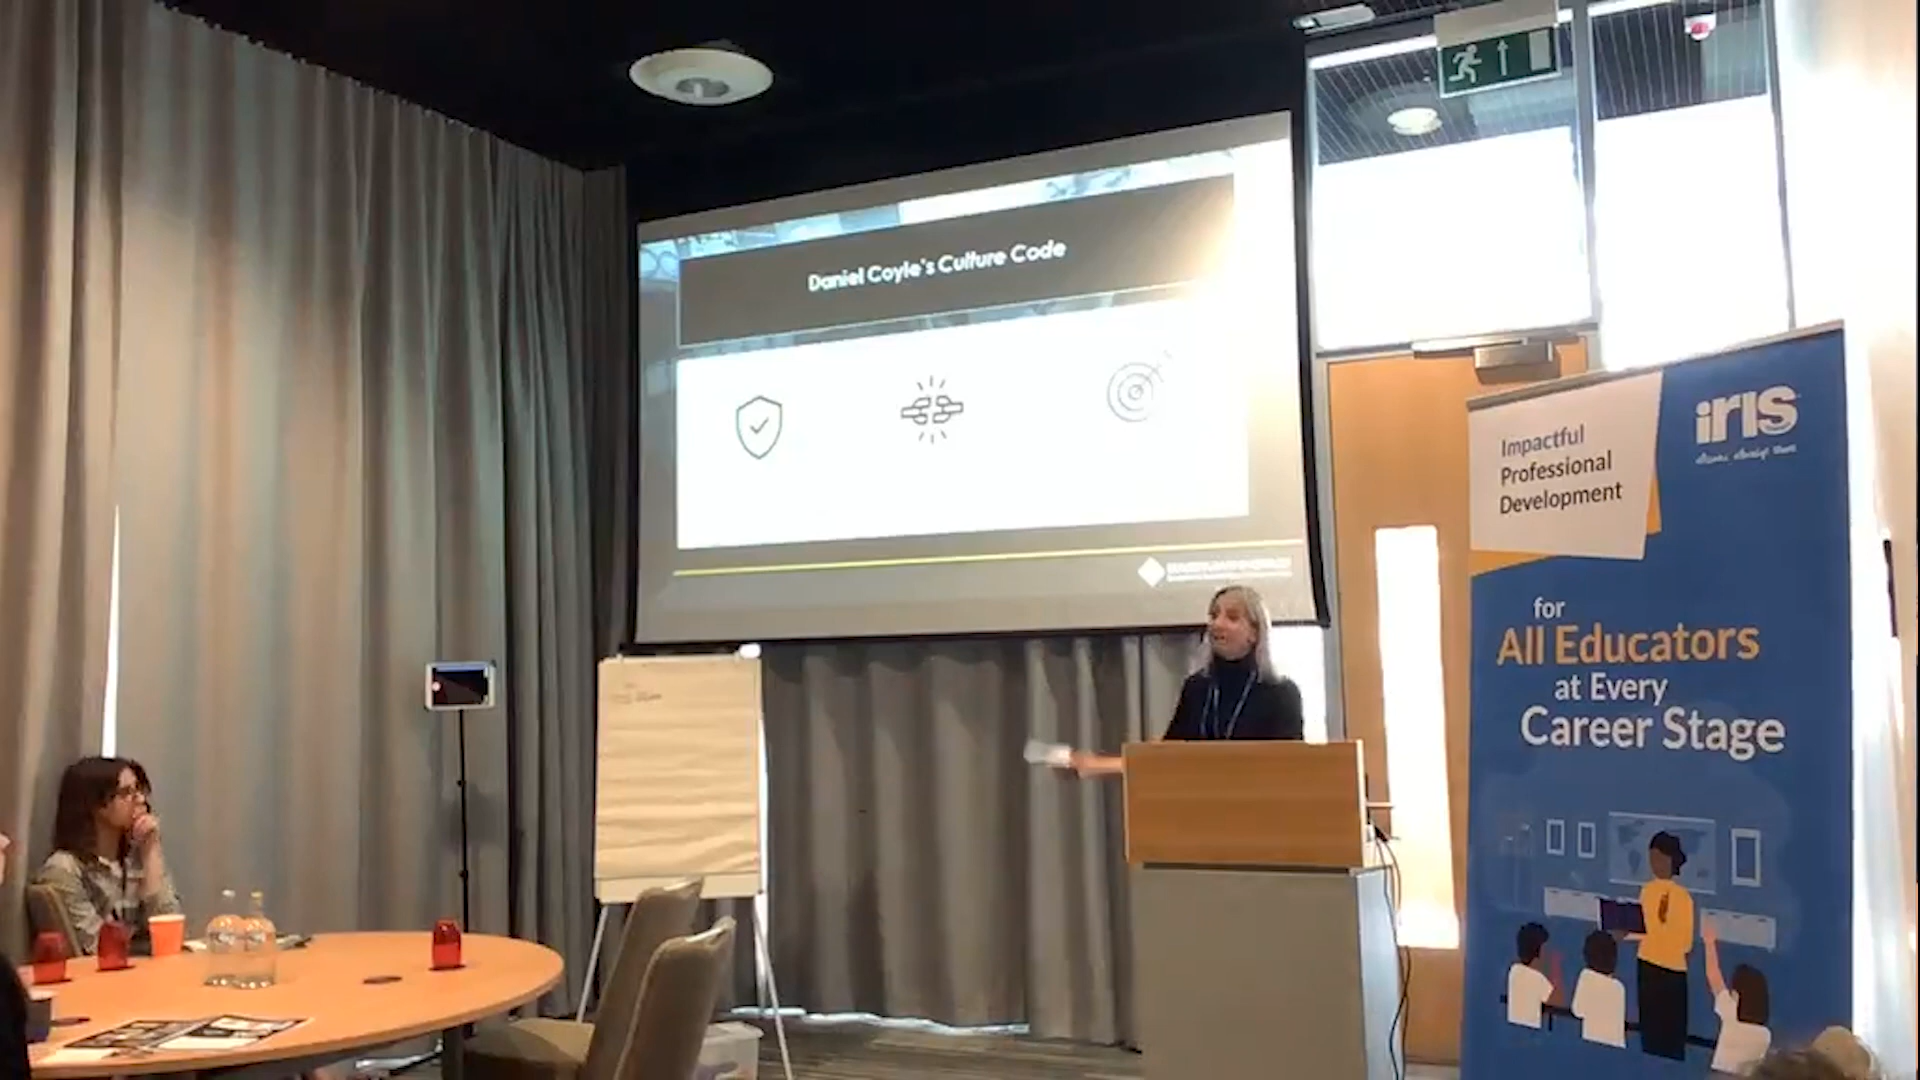 Daniel Coyle's Culture Code
Impactful
Professional
Development
iris
for
All Educators
at Every
Career Stage